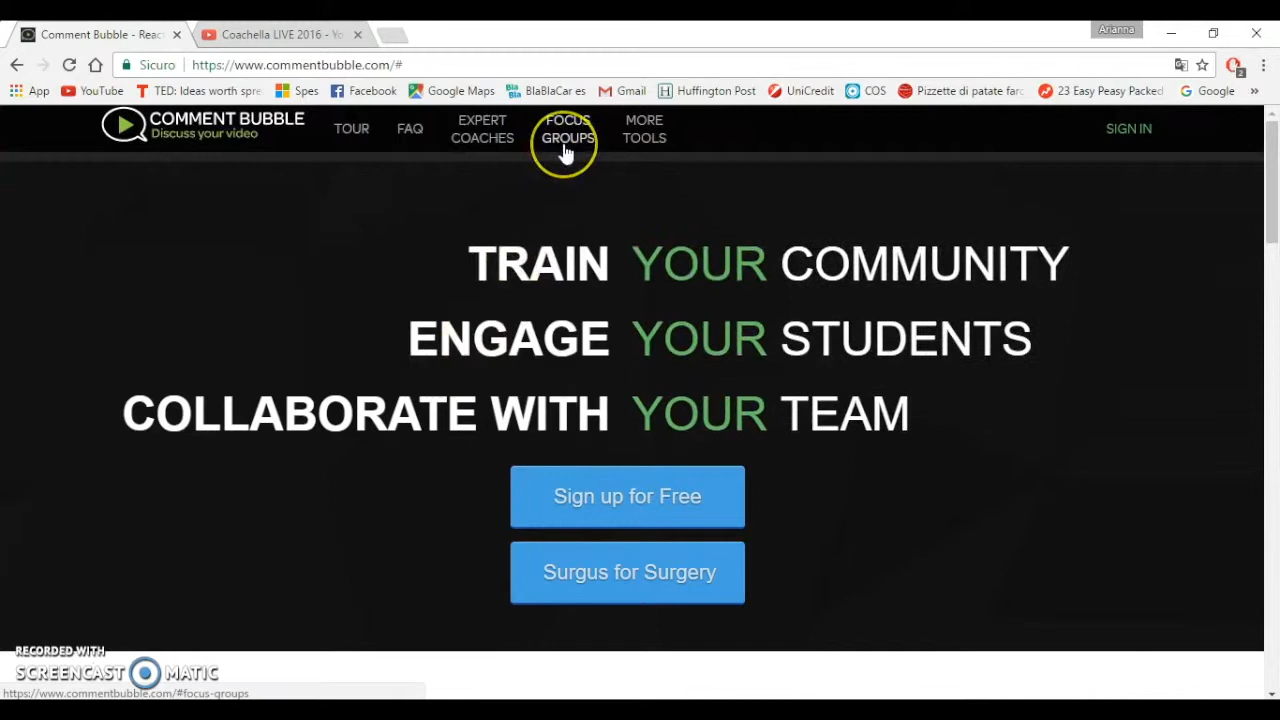 Comment Bubble - Reac
Coachella LIVE 2016 - Yo
Arianna
Sicuro
https://www.commentbubble.com/#
App
YouTube
TED: Ideas worth spre
Spes
Facebook
Google Maps
BlaBlaCar es
Gmail
Huffington Post
UniCredit
COS
Pizzette di patate farc
23 Easy Peasy Packed
Google
»
2
COMMENT BUBBLE
Discuss your video
TOUR
FAQ
EXPERT
COACHES
FOCUS
GROUPS
MORE
TOOLS
SIGN IN
TRAIN YOUR COMMUNITY
ENGAGE YOUR STUDENTS
COLLABORATE WITH YOUR TEAM
Sign up for Free
Surgus for Surgery
RECORDED WITH
SCREENCAST MATIC
https://www.commentbubble.com/#focus-groups